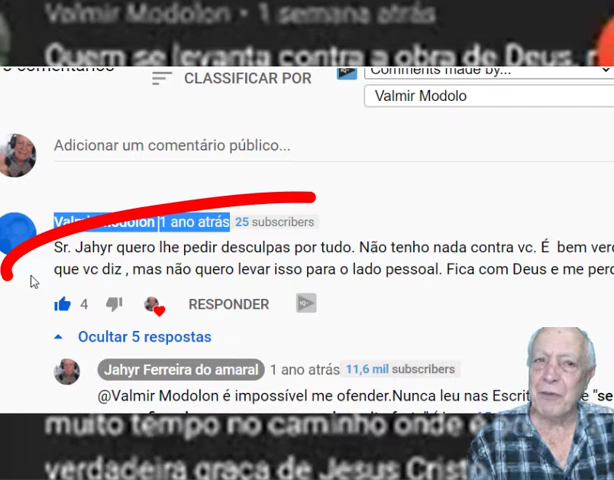 Valmir Modolon • 1 semana atrás
Quem se levanta contra a obra de Deus,
comentários
CLASSIFICAR POR
Comments made by...
Valmir Modolo
Adicionar um comentário público...
Valmir Modolon 1 ano atrás 25 subscribers
Sr. Jahyr quero lhe pedir desculpas por tudo. Não tenho nada contra vc. É bem verd
que vc diz , mas não quero levar isso para o lado pessoal. Fica com Deus e me perd
4
RESPONDER
Ocultar 5 respostas
Jahyr Ferreira do amaral 1 ano atrás 11,6 mil subscribers
@Valmir Modolon é impossível me ofender.Nunca leu nas Escrit
muito tempo no caminho onde
verdadeira graça de Jesus Cristo